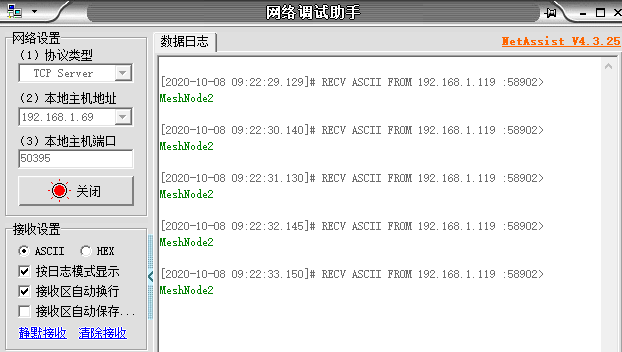 网络调试助手
网络设置
(1) 协议类型
TCP Server
(2) 本地主机地址
192.168.1.69
(3) 本地主机端口
50395
关闭
接收设置
ASCII HEX
按日志模式显示
接收区自动换行
接收区自动保存...
静默接收 清除接收
数据日志 NetAssist V4.3.25
[2020-10-08 09:22:29.129]# RECV ASCII FROM 192.168.1.119 :58902>
MeshNode2
[2020-10-08 09:22:30.140]# RECV ASCII FROM 192.168.1.119 :58902>
MeshNode2
[2020-10-08 09:22:31.130]# RECV ASCII FROM 192.168.1.119 :58902>
MeshNode2
[2020-10-08 09:22:32.145]# RECV ASCII FROM 192.168.1.119 :58902>
MeshNode2
[2020-10-08 09:22:33.150]# RECV ASCII FROM 192.168.1.119 :58902>
MeshNode2